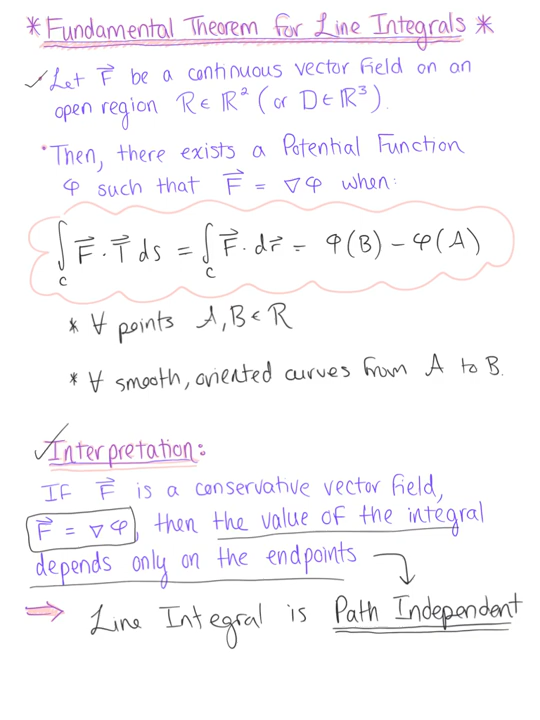 * Fundamental Theorem for Line Integrals *
✓ Let F⃗ be a continuous vector field on an
open region R ∈ ℝ² (or D ∈ ℝ³).
• Then, there exists a Potential Function
φ such that F⃗ = ∇φ when:
∫_C F⃗ · T⃗ ds = ∫_C F⃗ · dr⃗ = φ(B) − φ(A)
* ∀ points A, B ∈ R
* ∀ smooth, oriented curves from A to B.
✓ Interpretation:
If F⃗ is a conservative vector field,
F⃗ = ∇φ, then the value of the integral
depends only on the endpoints
⇒ Line Integral is Path Independent